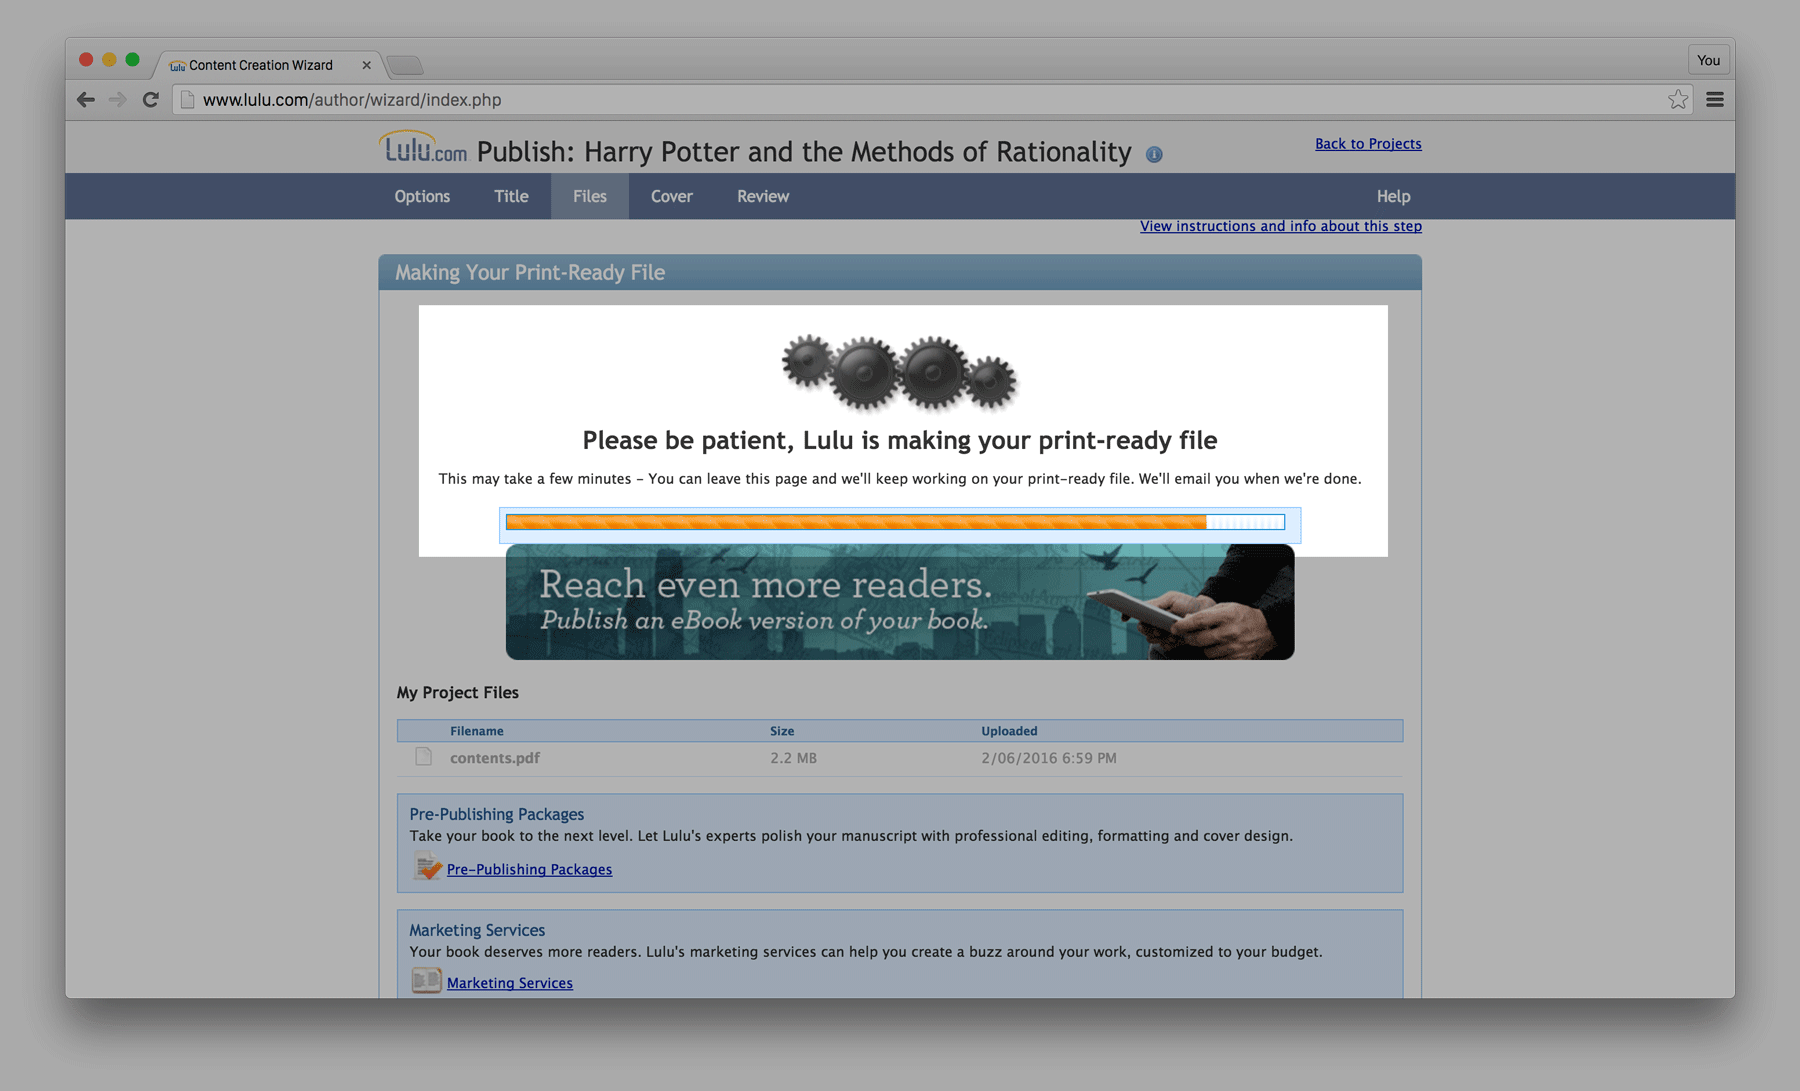 Lulu Content Creation Wizard
You
www.lulu.com/author/wizard/index.php
Lulu.com Publish: Harry Potter and the Methods of Rationality
Back to Projects
Options Title Files Cover Review Help
View instructions and info about this step
Making Your Print-Ready File
Please be patient, Lulu is making your print-ready file
This may take a few minutes - You can leave this page and we'll keep working on your print-ready file. We'll email you when we're done.
Reach even more readers.
Publish an eBook version of your book.
My Project Files
Filename Size Uploaded
contents.pdf 2.2 MB 2/06/2016 6:59 PM
Pre-Publishing Packages
Take your book to the next level. Let Lulu's experts polish your manuscript with professional editing, formatting and cover design.
Pre-Publishing Packages
Marketing Services
Your book deserves more readers. Lulu's marketing services can help you create a buzz around your work, customized to your budget.
Marketing Services